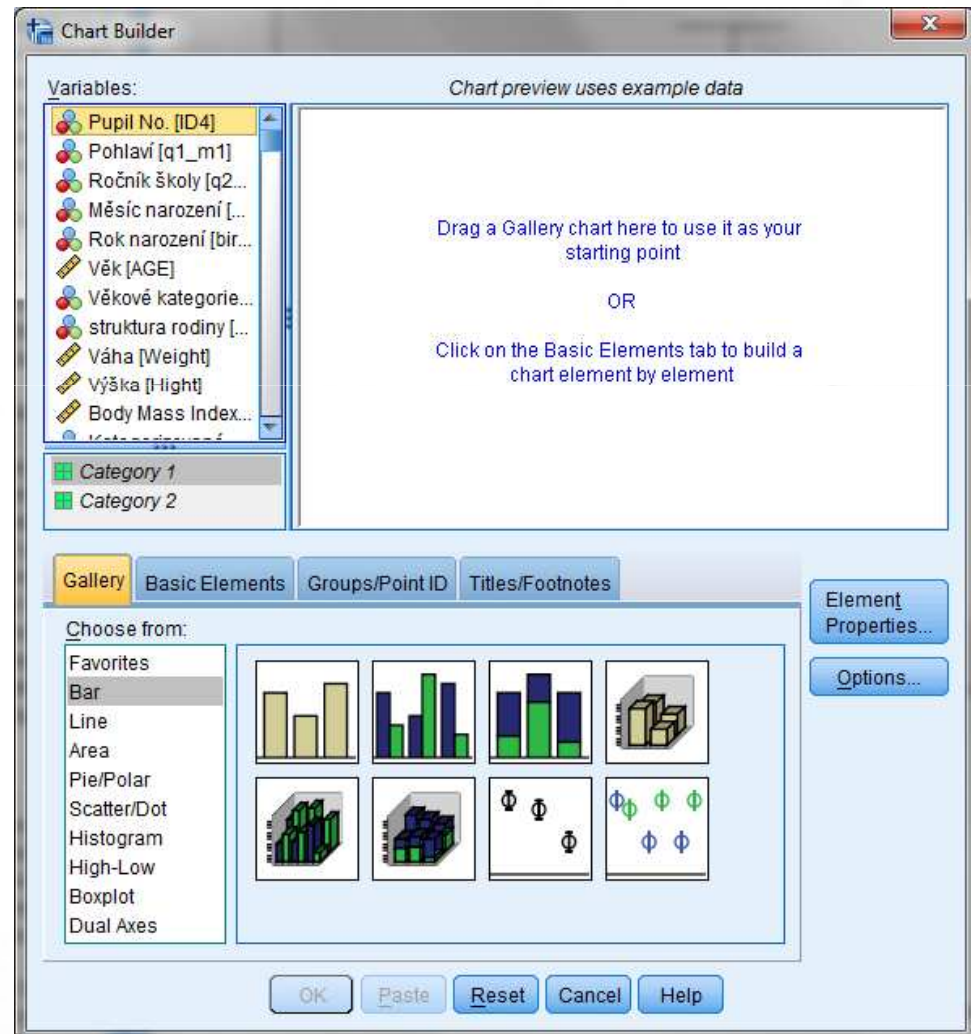 Chart Builder
Variables:
Chart preview uses example data
Pupil No. [ID4]
Pohlaví [q1_m1]
Ročník školy [q2...
Měsíc narození [...
Rok narození [bir...
Věk [AGE]
Věkové kategorie...
struktura rodiny [...
Váha [Weight]
Výška [Hight]
Body Mass Index...
Category 1
Category 2
Drag a Gallery chart here to use it as your
starting point
OR
Click on the Basic Elements tab to build a
chart element by element
Gallery
Basic Elements
Groups/Point ID
Titles/Footnotes
Choose from:
Favorites
Bar
Line
Area
Pie/Polar
Scatter/Dot
Histogram
High-Low
Boxplot
Dual Axes
Element
Properties...
Options...
OK
Paste
Reset
Cancel
Help